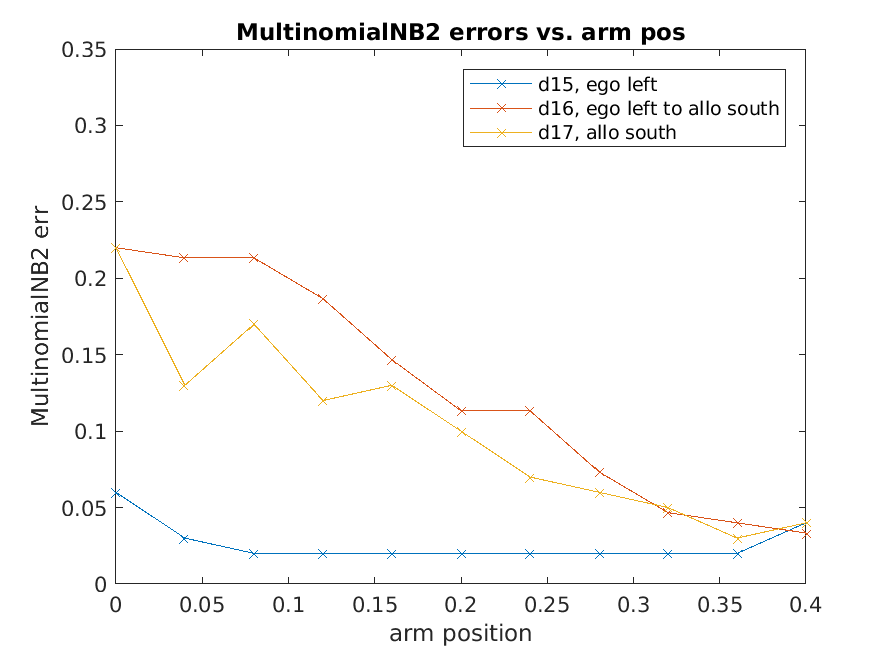 MultinomialNB2 errors vs. arm pos
0.35
0.3
0.25
0.2
0.15
0.1
0.05
0
MultinomialNB2 err
d15, ego left
d16, ego left to allo south
d17, allo south
0 0.05 0.1 0.15 0.2 0.25 0.3 0.35 0.4
arm position